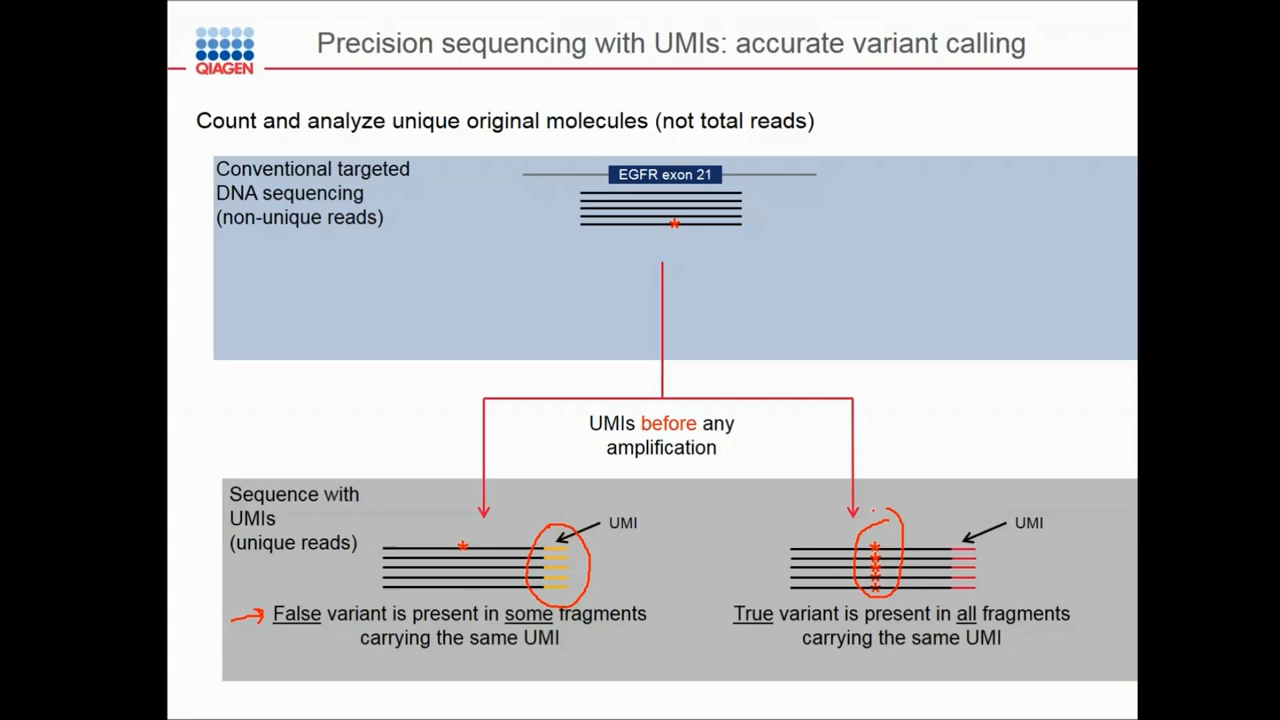 Precision sequencing with UMIs: accurate variant calling
QIAGEN
Count and analyze unique original molecules (not total reads)
Conventional targeted
DNA sequencing
(non-unique reads)
EGFR exon 21
UMIs before any
amplification
Sequence with
UMIs
(unique reads)
UMI
UMI
False variant is present in some fragments
carrying the same UMI
True variant is present in all fragments
carrying the same UMI